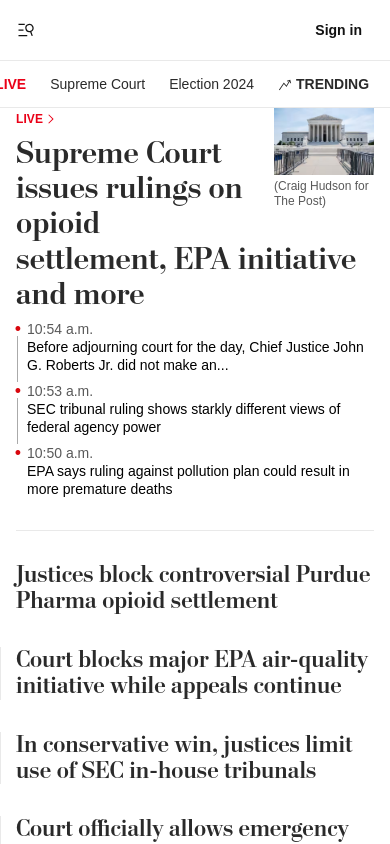 Sign in
LIVE
Supreme Court
Election 2024
TRENDING
LIVE
Supreme Court
issues rulings on
opioid
settlement, EPA initiative
and more
(Craig Hudson for
The Post)
10:54 a.m.
Before adjourning court for the day, Chief Justice John
G. Roberts Jr. did not make an...
10:53 a.m.
SEC tribunal ruling shows starkly different views of
federal agency power
10:50 a.m.
EPA says ruling against pollution plan could result in
more premature deaths
Justices block controversial Purdue
Pharma opioid settlement
Court blocks major EPA air-quality
initiative while appeals continue
In conservative win, justices limit
use of SEC in-house tribunals
Court officially allows emergency